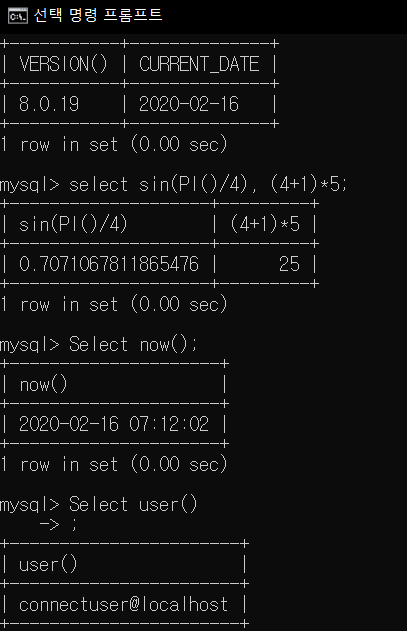 선택 명령 프롬프트
+-----------+--------------+
| VERSION() | CURRENT_DATE |
+-----------+--------------+
| 8.0.19    | 2020-02-16   |
+-----------+--------------+
1 row in set (0.00 sec)
mysql> select sin(PI()/4), (4+1)*5;
+--------------------+---------+
| sin(PI()/4)        | (4+1)*5 |
+--------------------+---------+
| 0.7071067811865476 |      25 |
+--------------------+---------+
1 row in set (0.00 sec)
mysql> Select now();
+---------------------+
| now()               |
+---------------------+
| 2020-02-16 07:12:02 |
+---------------------+
1 row in set (0.00 sec)
mysql> Select user()
    -> ;
+-----------------------+
| user()                |
+-----------------------+
| connectuser@localhost |
+-----------------------+